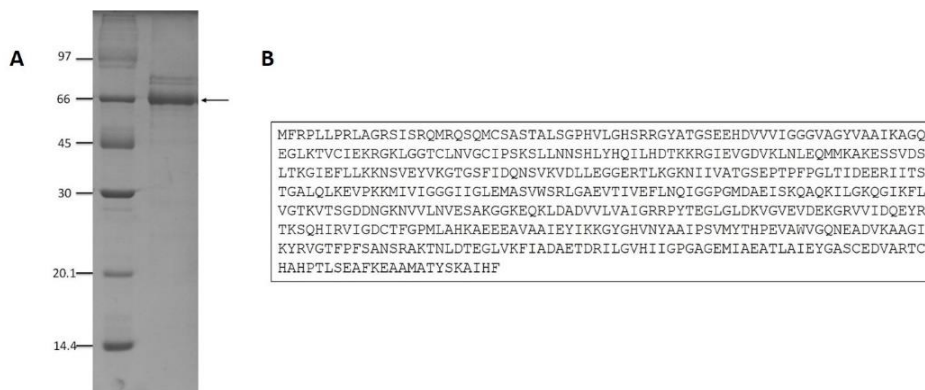 A
97
66
45
30
20.1
14.4
B
MFRPLLPRLAGRSISRQMRQSQMCSASTALSGPHVLGHSRRGYATGSEEHDVVVIGGGVAGYVAAIKAGQ
EGLKTVCIEKRGKLGGTCLNVGCIPSKSLLNNSHLYHQILHDTKKRGIEVGDVKLNLEQMMKAKESSVDS
LTKGIEFLLKKNSVEYVKGTGSFIDQNSVKVDLLEGGERTLKGKNIIVATGSEPTPFPGLTIDEERIITS
TGALQLKEVPKKMIVIGGGIIGLEMASVWSRLGAEVTIVEFLNQIGGPGMDAEISKQAQKILGKQGIKFL
VGTKVTSGDDNGKNVVLNVESAKGGKEQKLDADVVLVAIGRRPYTEGLGLDKVGVEVDEKGRVVIDQEYR
TKSQHIRVIGDCTFGPMLAHKAEEEAVAAIEYIKKGYGHVNYAAIPSVMYTHPEVAWVGQNEADVKAAGI
KYRVGTFPFSANSRAKTNLDTEGLVKFIADAETDRILGVHIIGPGAGEMIAEATLAIEYGASCEDVARTC
HAHPTLSEAFKEAAMATYSKAIHF